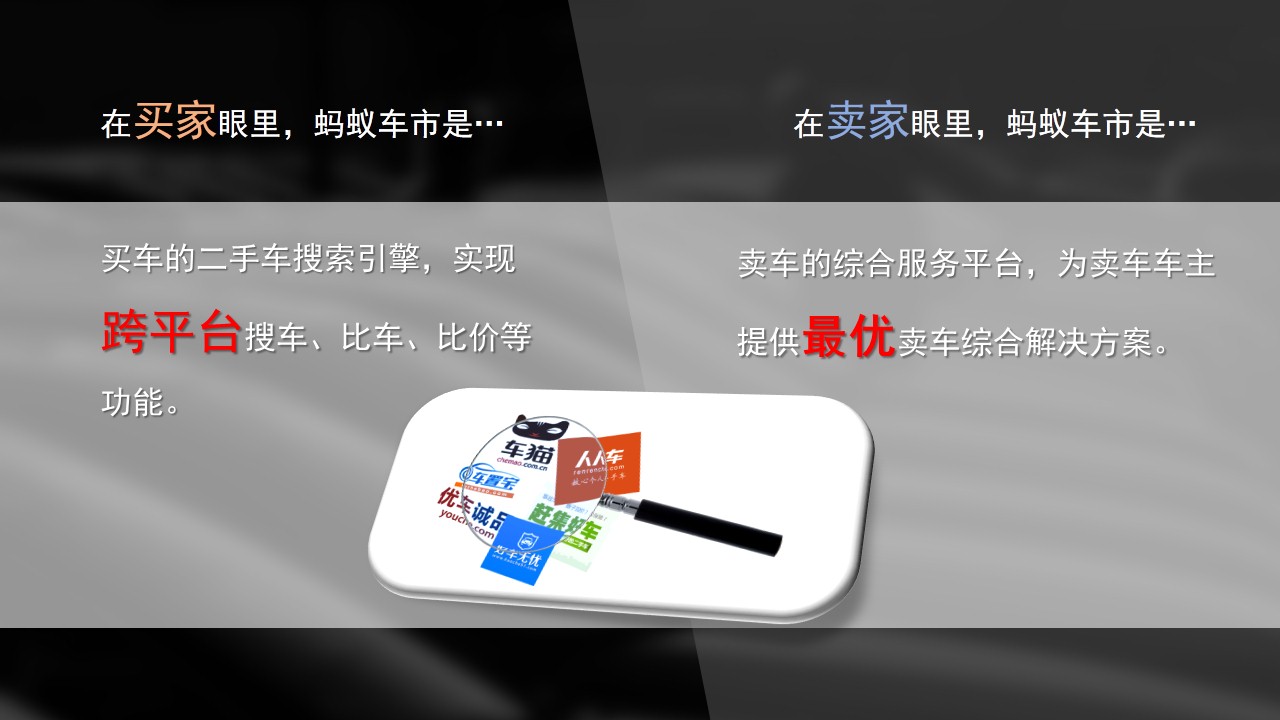 在买家眼里，蚂蚁车市是…
买车的二手车搜索引擎，实现
跨平台搜车、比车、比价等
功能。
在卖家眼里，蚂蚁车市是…
卖车的综合服务平台，为卖车车主
提供最优卖车综合解决方案。
车猫
chemao.com.cn
人人车
renrenche.com
放心个人二手车
车置宝
优车诚品
youche.com
赶集好车
好车无忧